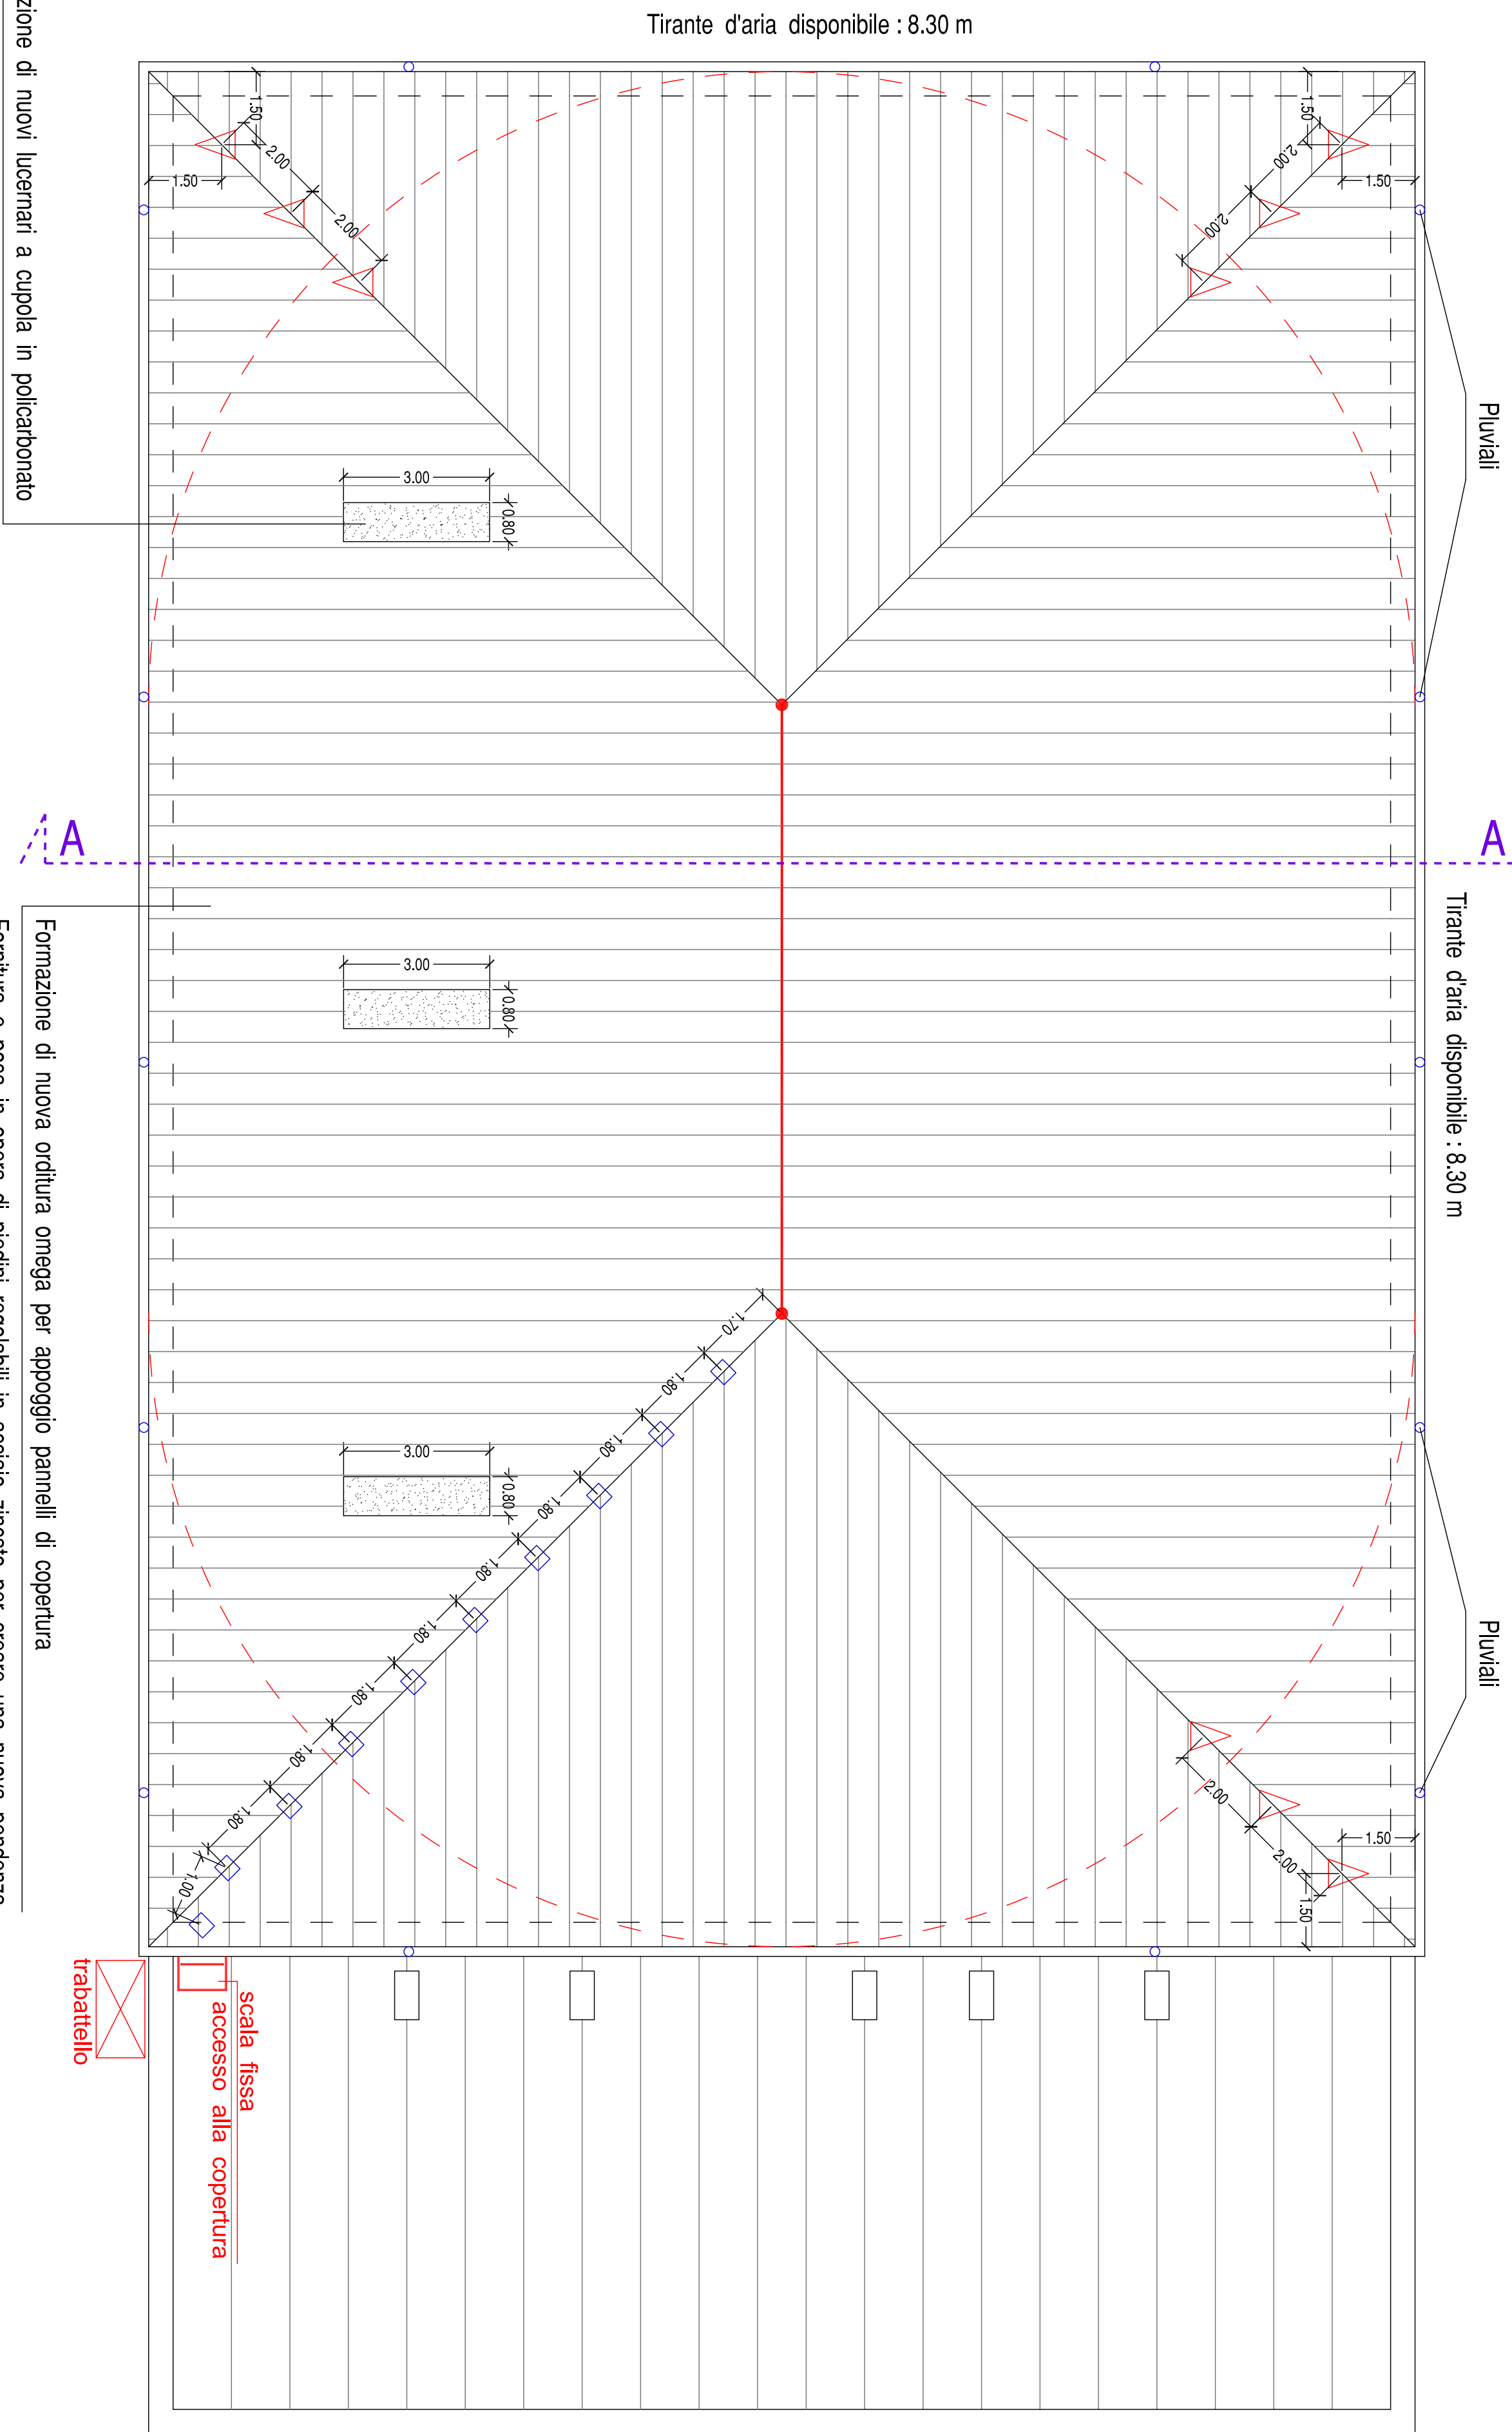 Tirante d'aria disponibile : 8.30 m
zione di nuovi lucernari a cupola in policarbonato
Pluviali
1.50
2.00
1.50
2.00
1.50
2.00
1.50
2.00
3.00
0.80
A
A
Tirante d'aria disponibile : 8.30 m
3.00
0.80
Formazione di nuova orditura omega per appoggio pannelli di copertura
1.70
1.80
1.80
1.80
1.80
1.80
1.80
1.80
1.80
1.00
3.00
0.80
Pluviali
2.00
2.00
1.50
1.50
scala fissa
accesso alla copertura
trabattello